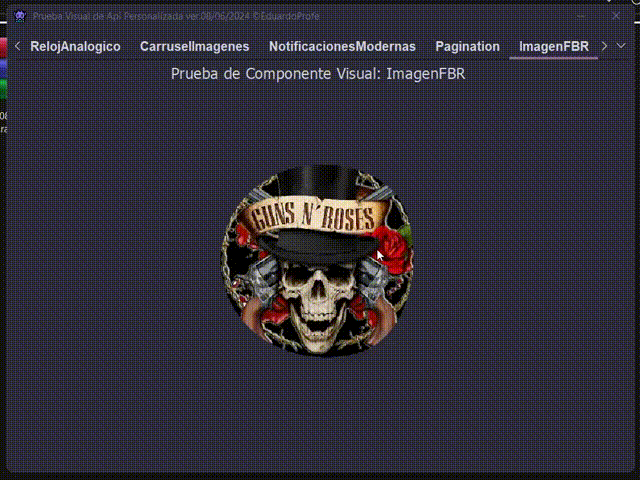 Prueba Visual de Api Personalizada ver.08/06/2024 ©EduardoProfe
RelojAnalogico CarruselImagenes NotificacionesModernas Pagination ImagenFBR
Prueba de Componente Visual: ImagenFBR
GUNS N' ROSES